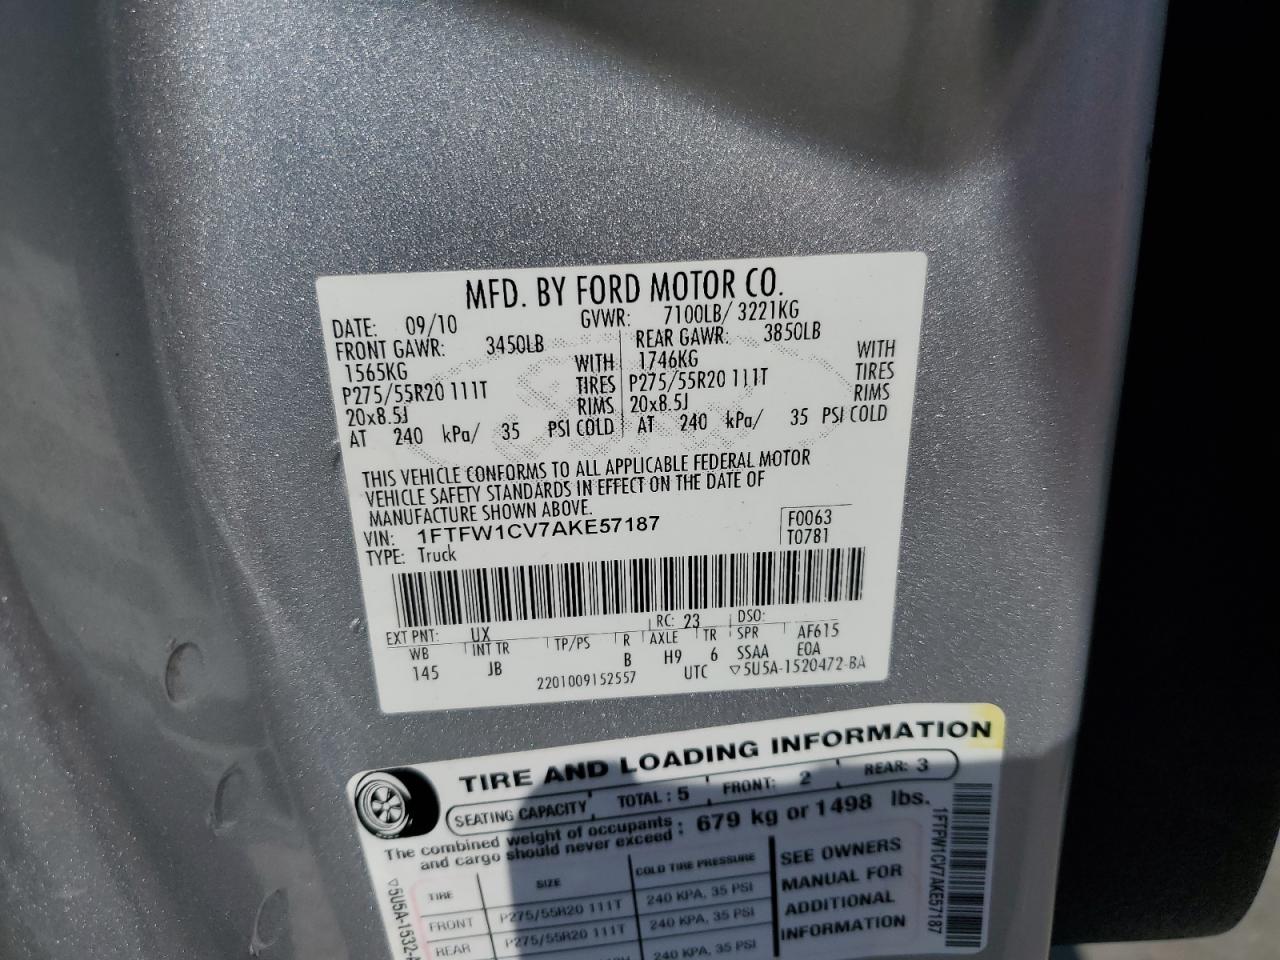 MFD. BY FORD MOTOR CO.
DATE: 09/10 GVWR: 7100LB/ 3221KG
FRONT GAWR: 3450LB REAR GAWR: 3850LB
1565KG WITH 1746KG WITH
P275/55R20 111T TIRES P275/55R20 111T TIRES
20x8.5J RIMS 20x8.5J RIMS
AT 240 kPa/ 35 PSI COLD AT 240 kPa/ 35 PSI COLD
THIS VEHICLE CONFORMS TO ALL APPLICABLE FEDERAL MOTOR
VEHICLE SAFETY STANDARDS IN EFFECT ON THE DATE OF
MANUFACTURE SHOWN ABOVE.
VIN: 1FTFW1CV7AKE57187 F0063
TYPE: Truck T0781
EXT PNT: UX RC: 23 DSO:
WB INT TR TP/PS R AXLE TR SPR AF615
145 JB B H9 6 SSAA EOA
2201009152557 UTC ▽5U5A-1520472-BA
TIRE AND LOADING INFORMATION
SEATING CAPACITY TOTAL: 5 FRONT: 2 REAR: 3
The combined weight of occupants and cargo should never exceed : 679 kg or 1498 lbs.
TIRE SIZE COLD TIRE PRESSURE
FRONT P275/55R20 111T 240 KPA, 35 PSI
REAR P275/55R20 111T 240 KPA, 35 PSI
240 KPA, 35 PSI
SEE OWNERS
MANUAL FOR
ADDITIONAL
INFORMATION
1FTFW1CV7AKE57187
▽5U5A-1532-